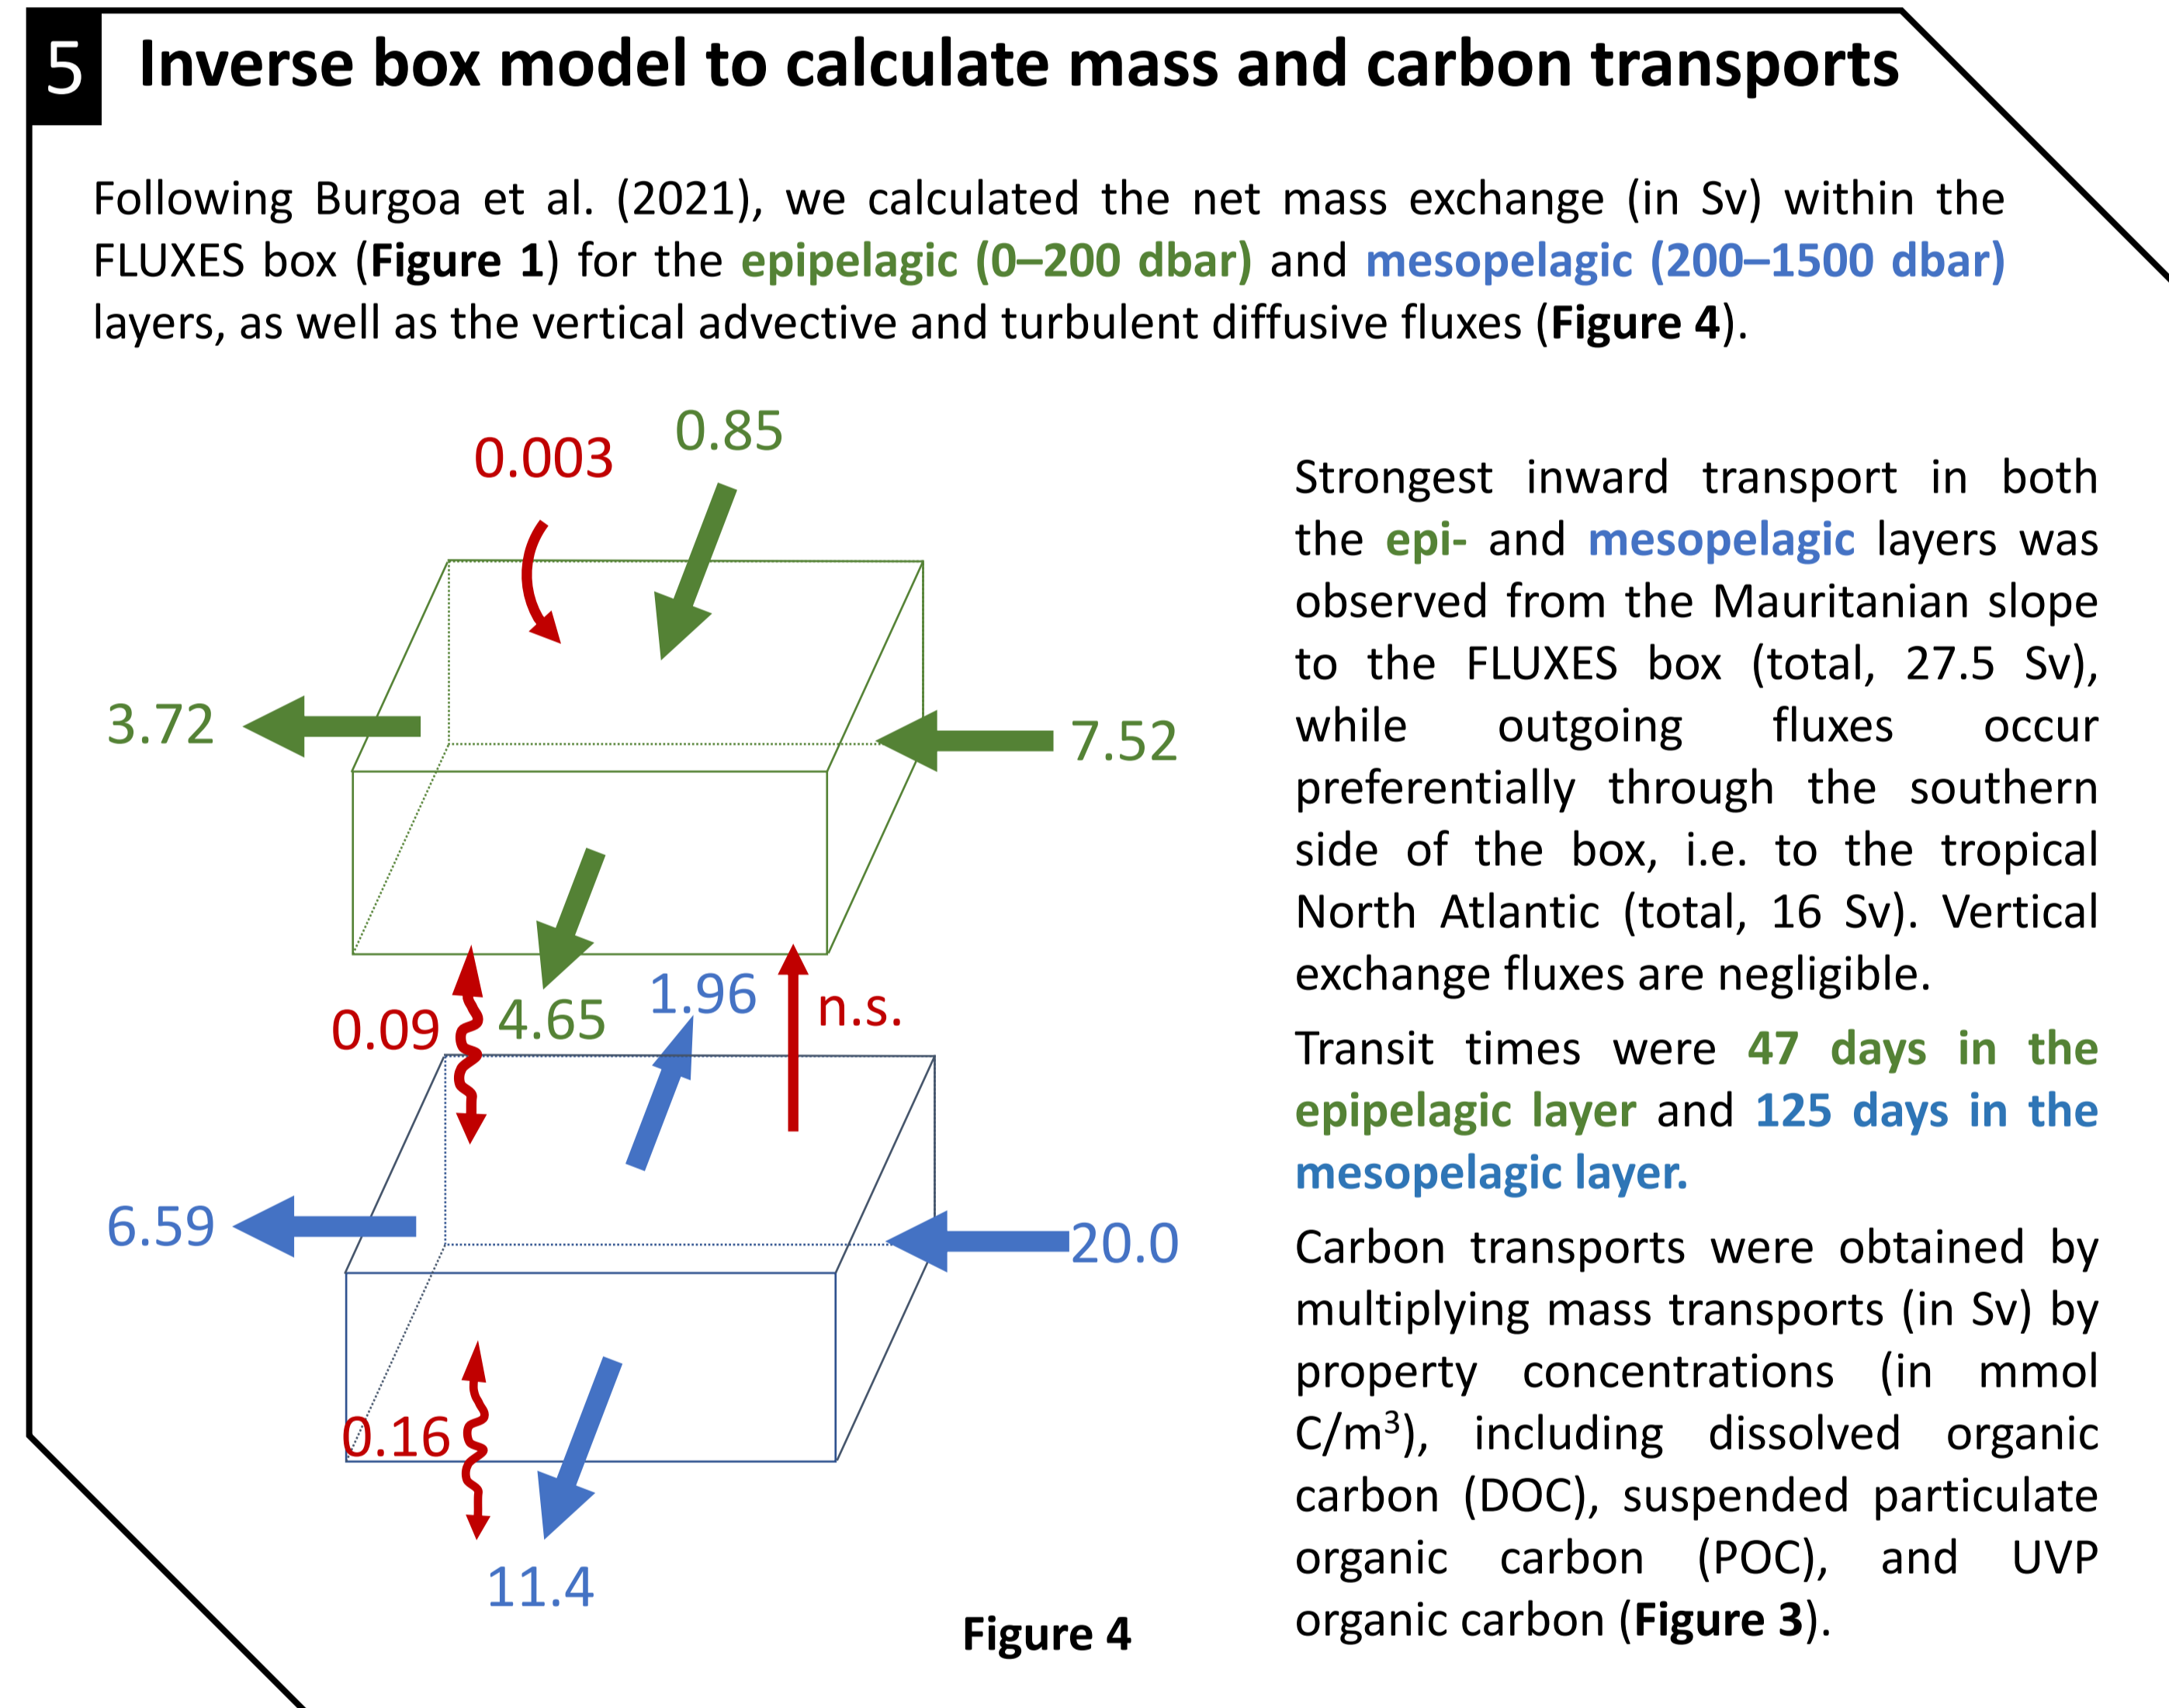 5 Inverse box model to calculate mass and carbon transports
Following Burgoa et al. (2021), we calculated the net mass exchange (in Sv) within the
FLUXES box (Figure 1) for the epipelagic (0–200 dbar) and mesopelagic (200–1500 dbar)
layers, as well as the vertical advective and turbulent diffusive fluxes (Figure 4).
0.003
0.85
3.72
7.52
0.09
4.65
1.96
n.s.
6.59
20.0
0.16
11.4
Figure 4
Strongest inward transport in both
the epi- and mesopelagic layers was
observed from the Mauritanian slope
to the FLUXES box (total, 27.5 Sv),
while outgoing fluxes occur
preferentially through the southern
side of the box, i.e. to the tropical
North Atlantic (total, 16 Sv). Vertical
exchange fluxes are negligible.
Transit times were 47 days in the
epipelagic layer and 125 days in the
mesopelagic layer.
Carbon transports were obtained by
multiplying mass transports (in Sv) by
property concentrations (in mmol
C/m³), including dissolved organic
carbon (DOC), suspended particulate
organic carbon (POC), and UVP
organic carbon (Figure 3).